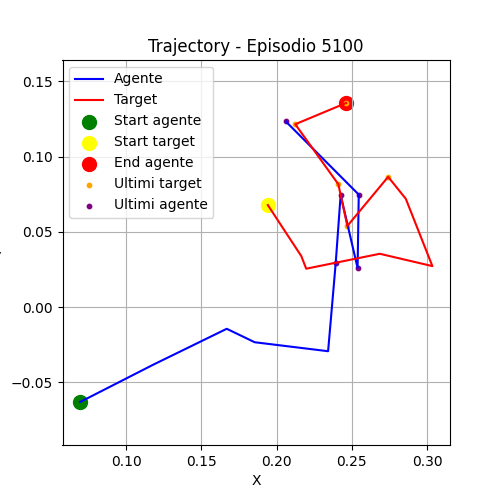 Trajectory - Episodio 5100
Agente
Target
Start agente
Start target
End agente
Ultimi target
Ultimi agente
0.15
0.10
0.05
0.00
−0.05
0.10
0.15
0.20
0.25
0.30
X